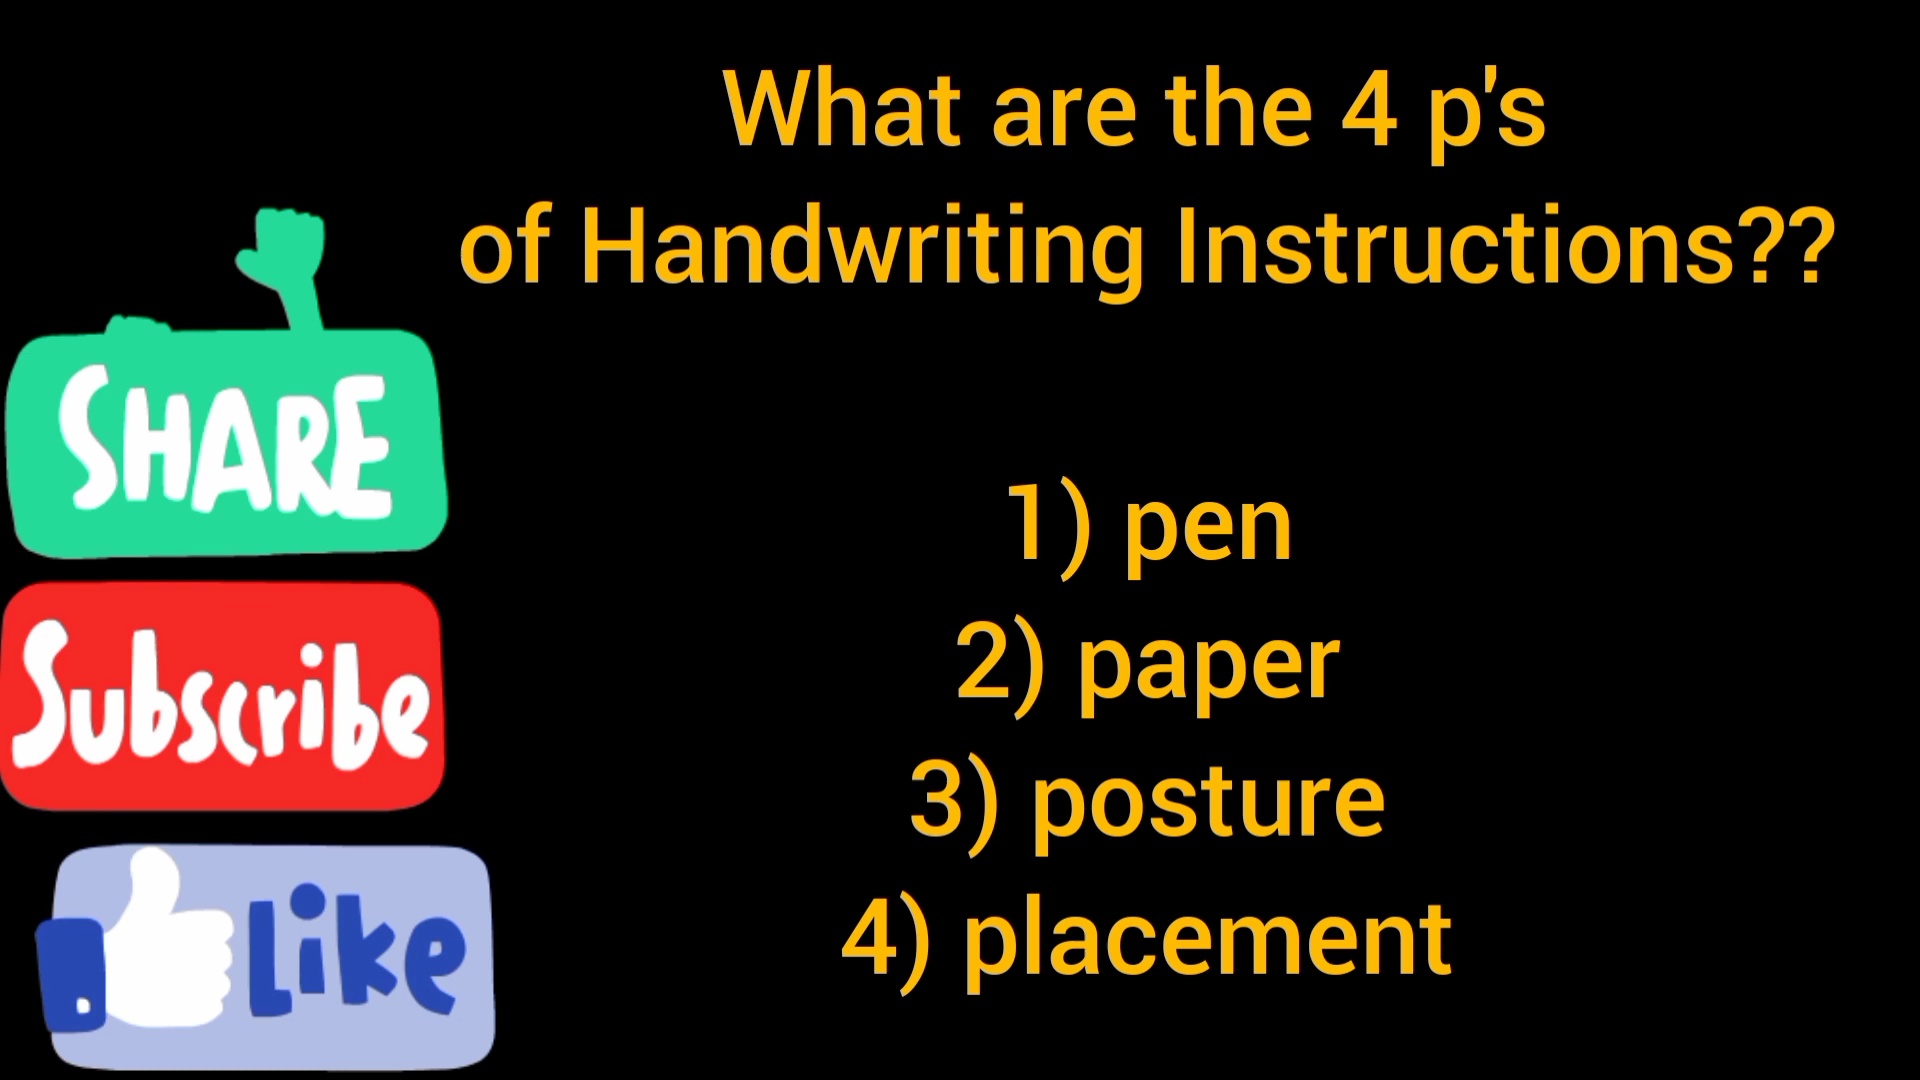 What are the 4 p's
of Handwriting Instructions??
SHARE
1) pen
2) paper
Subscribe
3) posture
4) placement
Like